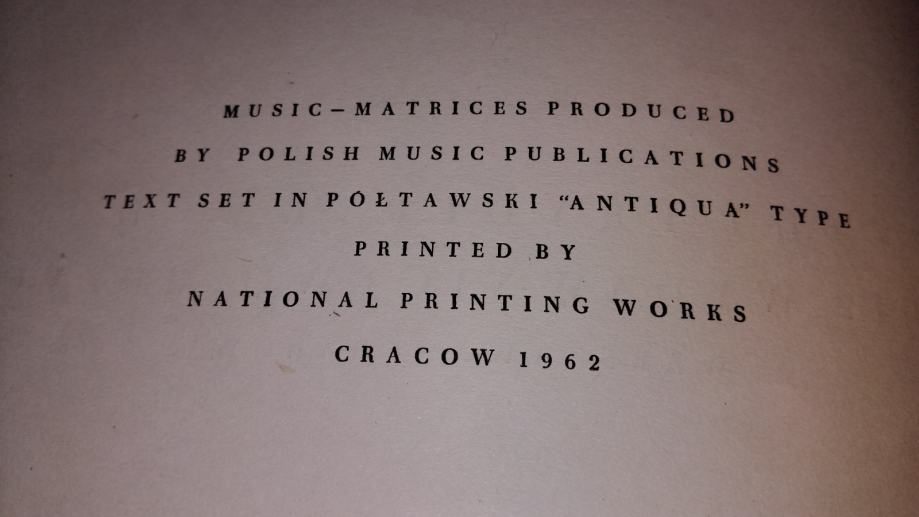 MUSIC—MATRICES PRODUCED
BY POLISH MUSIC PUBLICATIONS
TEXT SET IN PÓŁTAWSKI “ANTIQUA” TYPE
PRINTED BY
NATIONAL PRINTING WORKS
CRACOW 1962